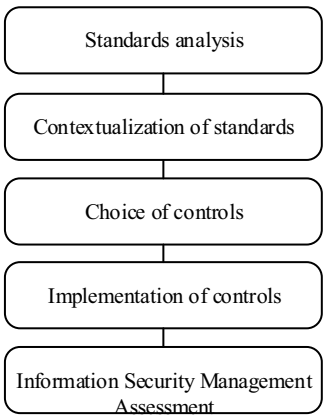 Standards analysis
Contextualization of standards
Choice of controls
Implementation of controls
Information Security Management
Assessment